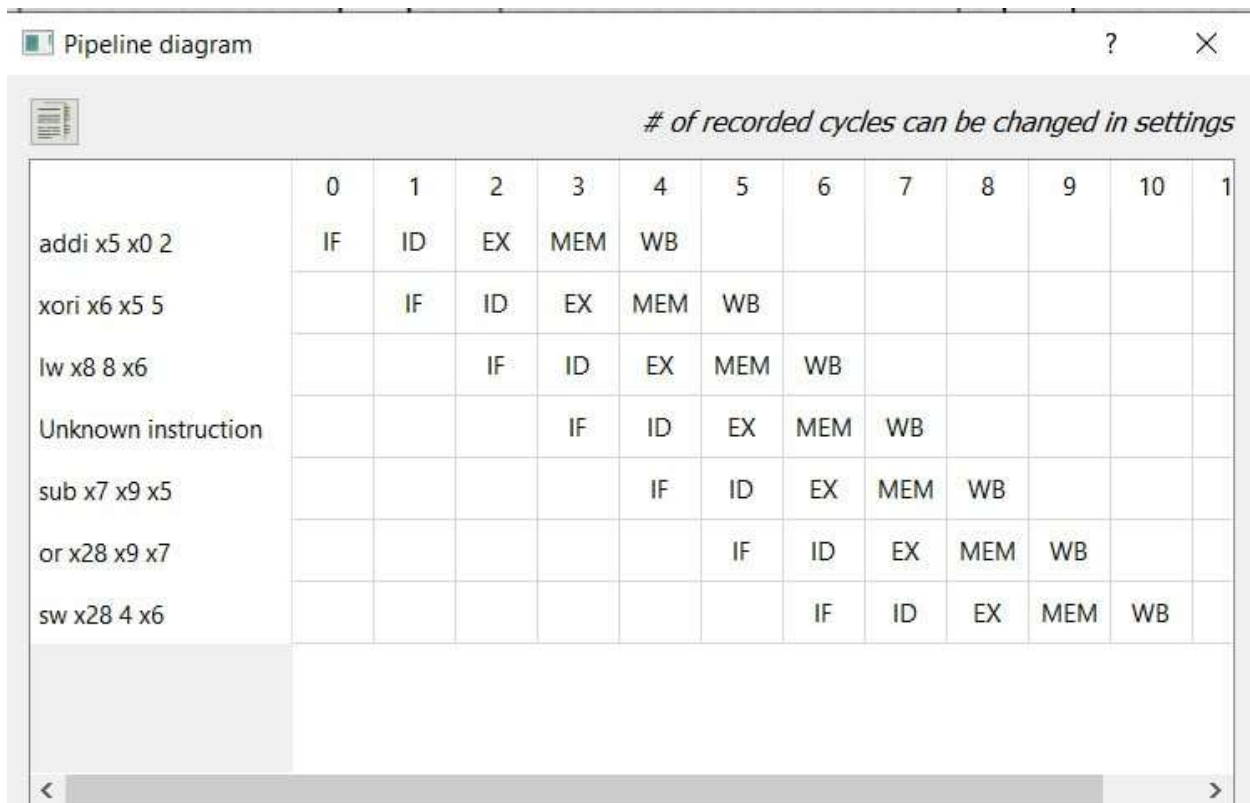 Pipeline diagram ? ×
# of recorded cycles can be changed in settings
0 1 2 3 4 5 6 7 8 9 10 1
addi x5 x0 2 IF ID EX MEM WB
xori x6 x5 5 IF ID EX MEM WB
lw x8 8 x6 IF ID EX MEM WB
Unknown instruction IF ID EX MEM WB
sub x7 x9 x5 IF ID EX MEM WB
or x28 x9 x7 IF ID EX MEM WB
sw x28 4 x6 IF ID EX MEM WB